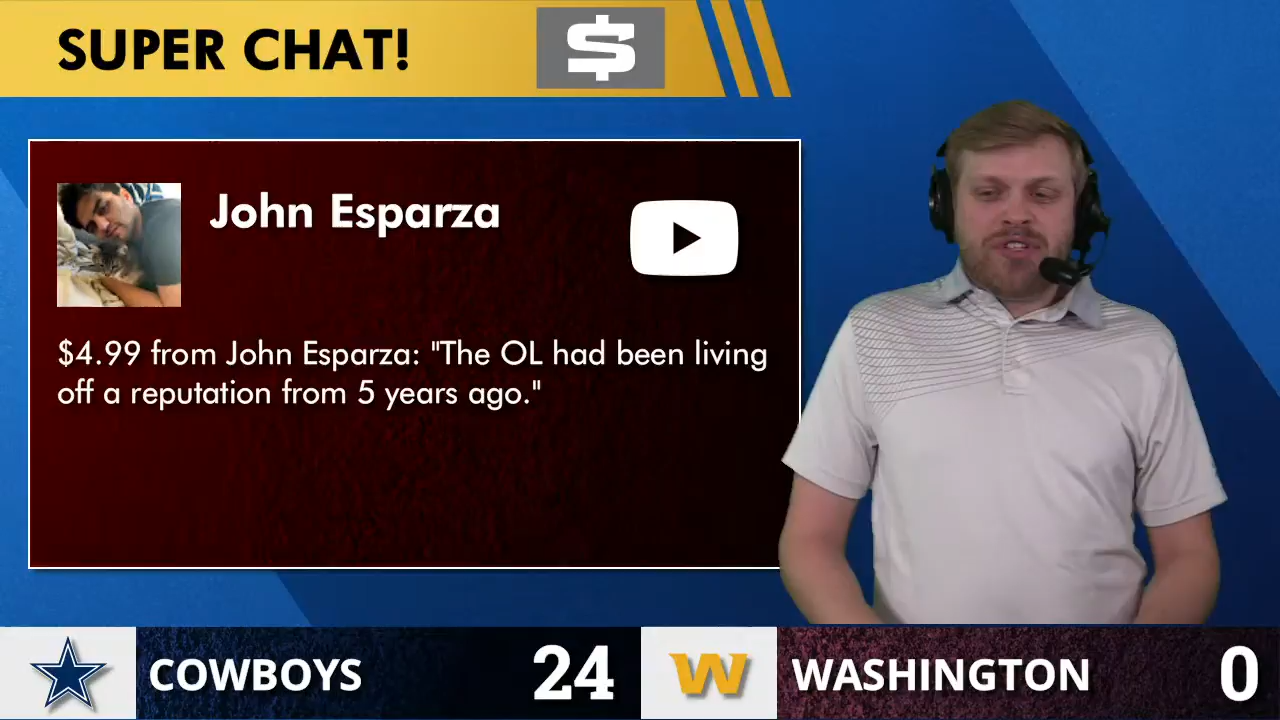 SUPER CHAT!
$
John Esparza
$4.99 from John Esparza: "The OL had been living
off a reputation from 5 years ago."
COWBOYS 24 W WASHINGTON 0